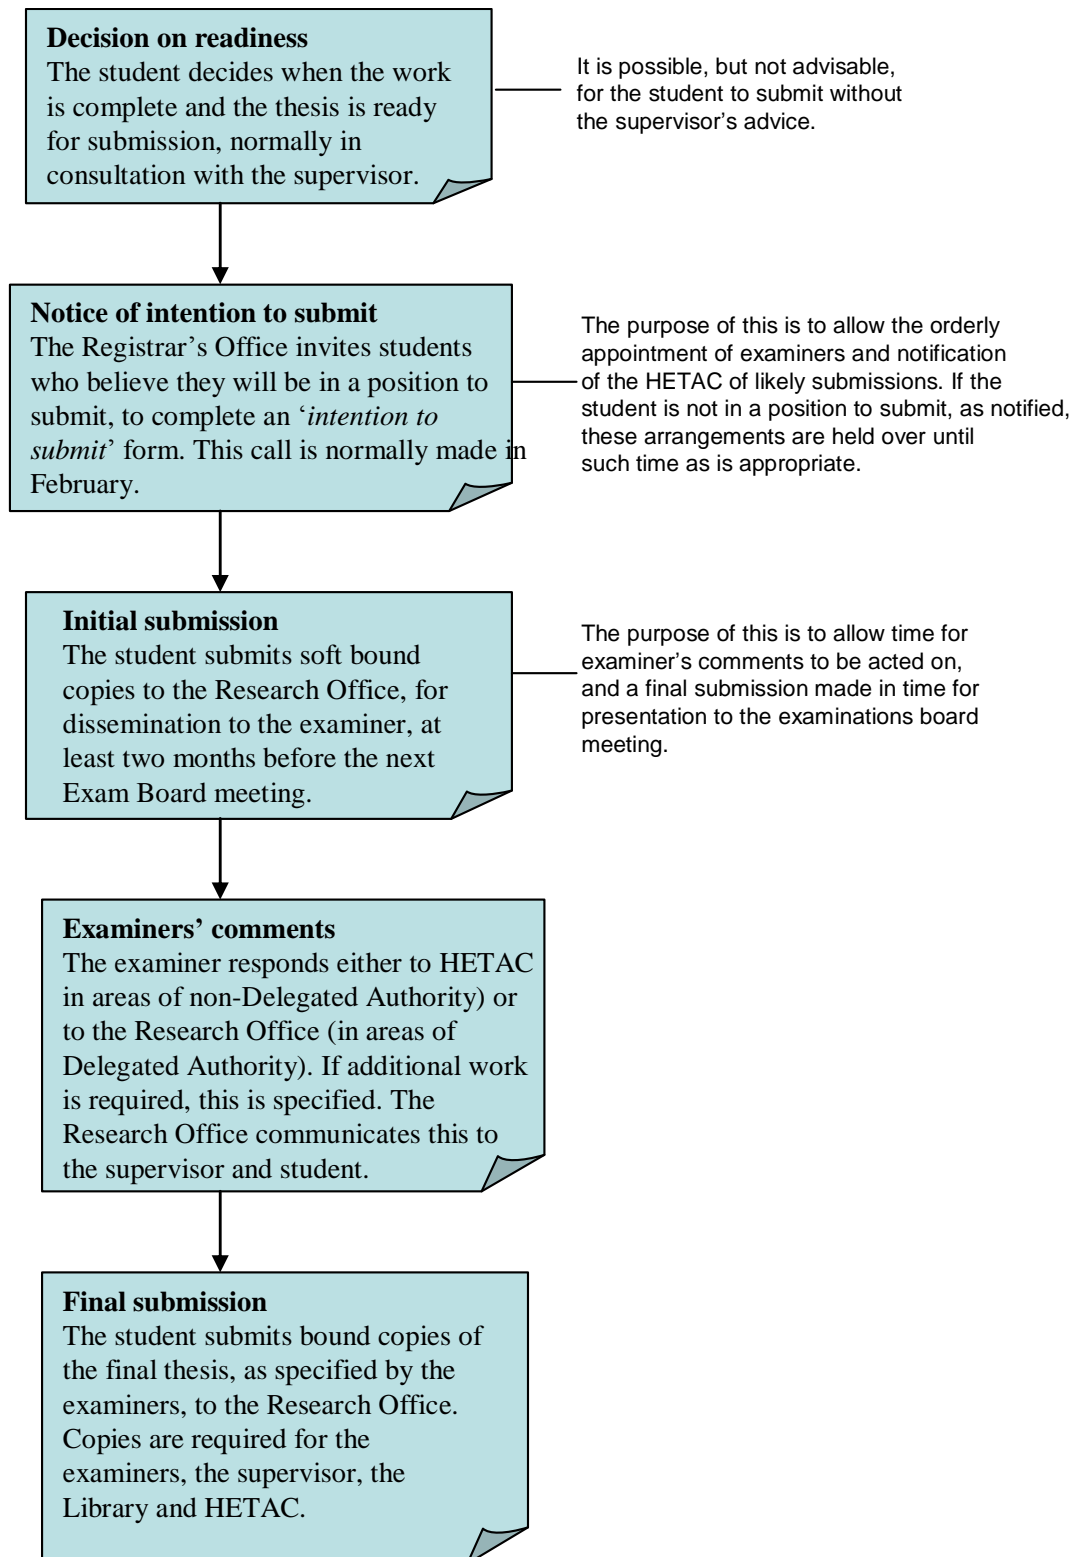 Decision on readiness
The student decides when the work
is complete and the thesis is ready
for submission, normally in
consultation with the supervisor.
It is possible, but not advisable,
for the student to submit without
the supervisor's advice.
Notice of intention to submit
The Registrar’s Office invites students
who believe they will be in a position to
submit, to complete an ‘intention to
submit’ form. This call is normally made in
February.
The purpose of this is to allow the orderly
appointment of examiners and notification
of the HETAC of likely submissions. If the
student is not in a position to submit, as notified,
these arrangements are held over until
such time as is appropriate.
Initial submission
The student submits soft bound
copies to the Research Office, for
dissemination to the examiner, at
least two months before the next
Exam Board meeting.
The purpose of this is to allow time for
examiner's comments to be acted on,
and a final submission made in time for
presentation to the examinations board
meeting.
Examiners’ comments
The examiner responds either to HETAC
in areas of non-Delegated Authority) or
to the Research Office (in areas of
Delegated Authority). If additional work
is required, this is specified. The
Research Office communicates this to
the supervisor and student.
Final submission
The student submits bound copies of
the final thesis, as specified by the
examiners, to the Research Office.
Copies are required for the
examiners, the supervisor, the
Library and HETAC.